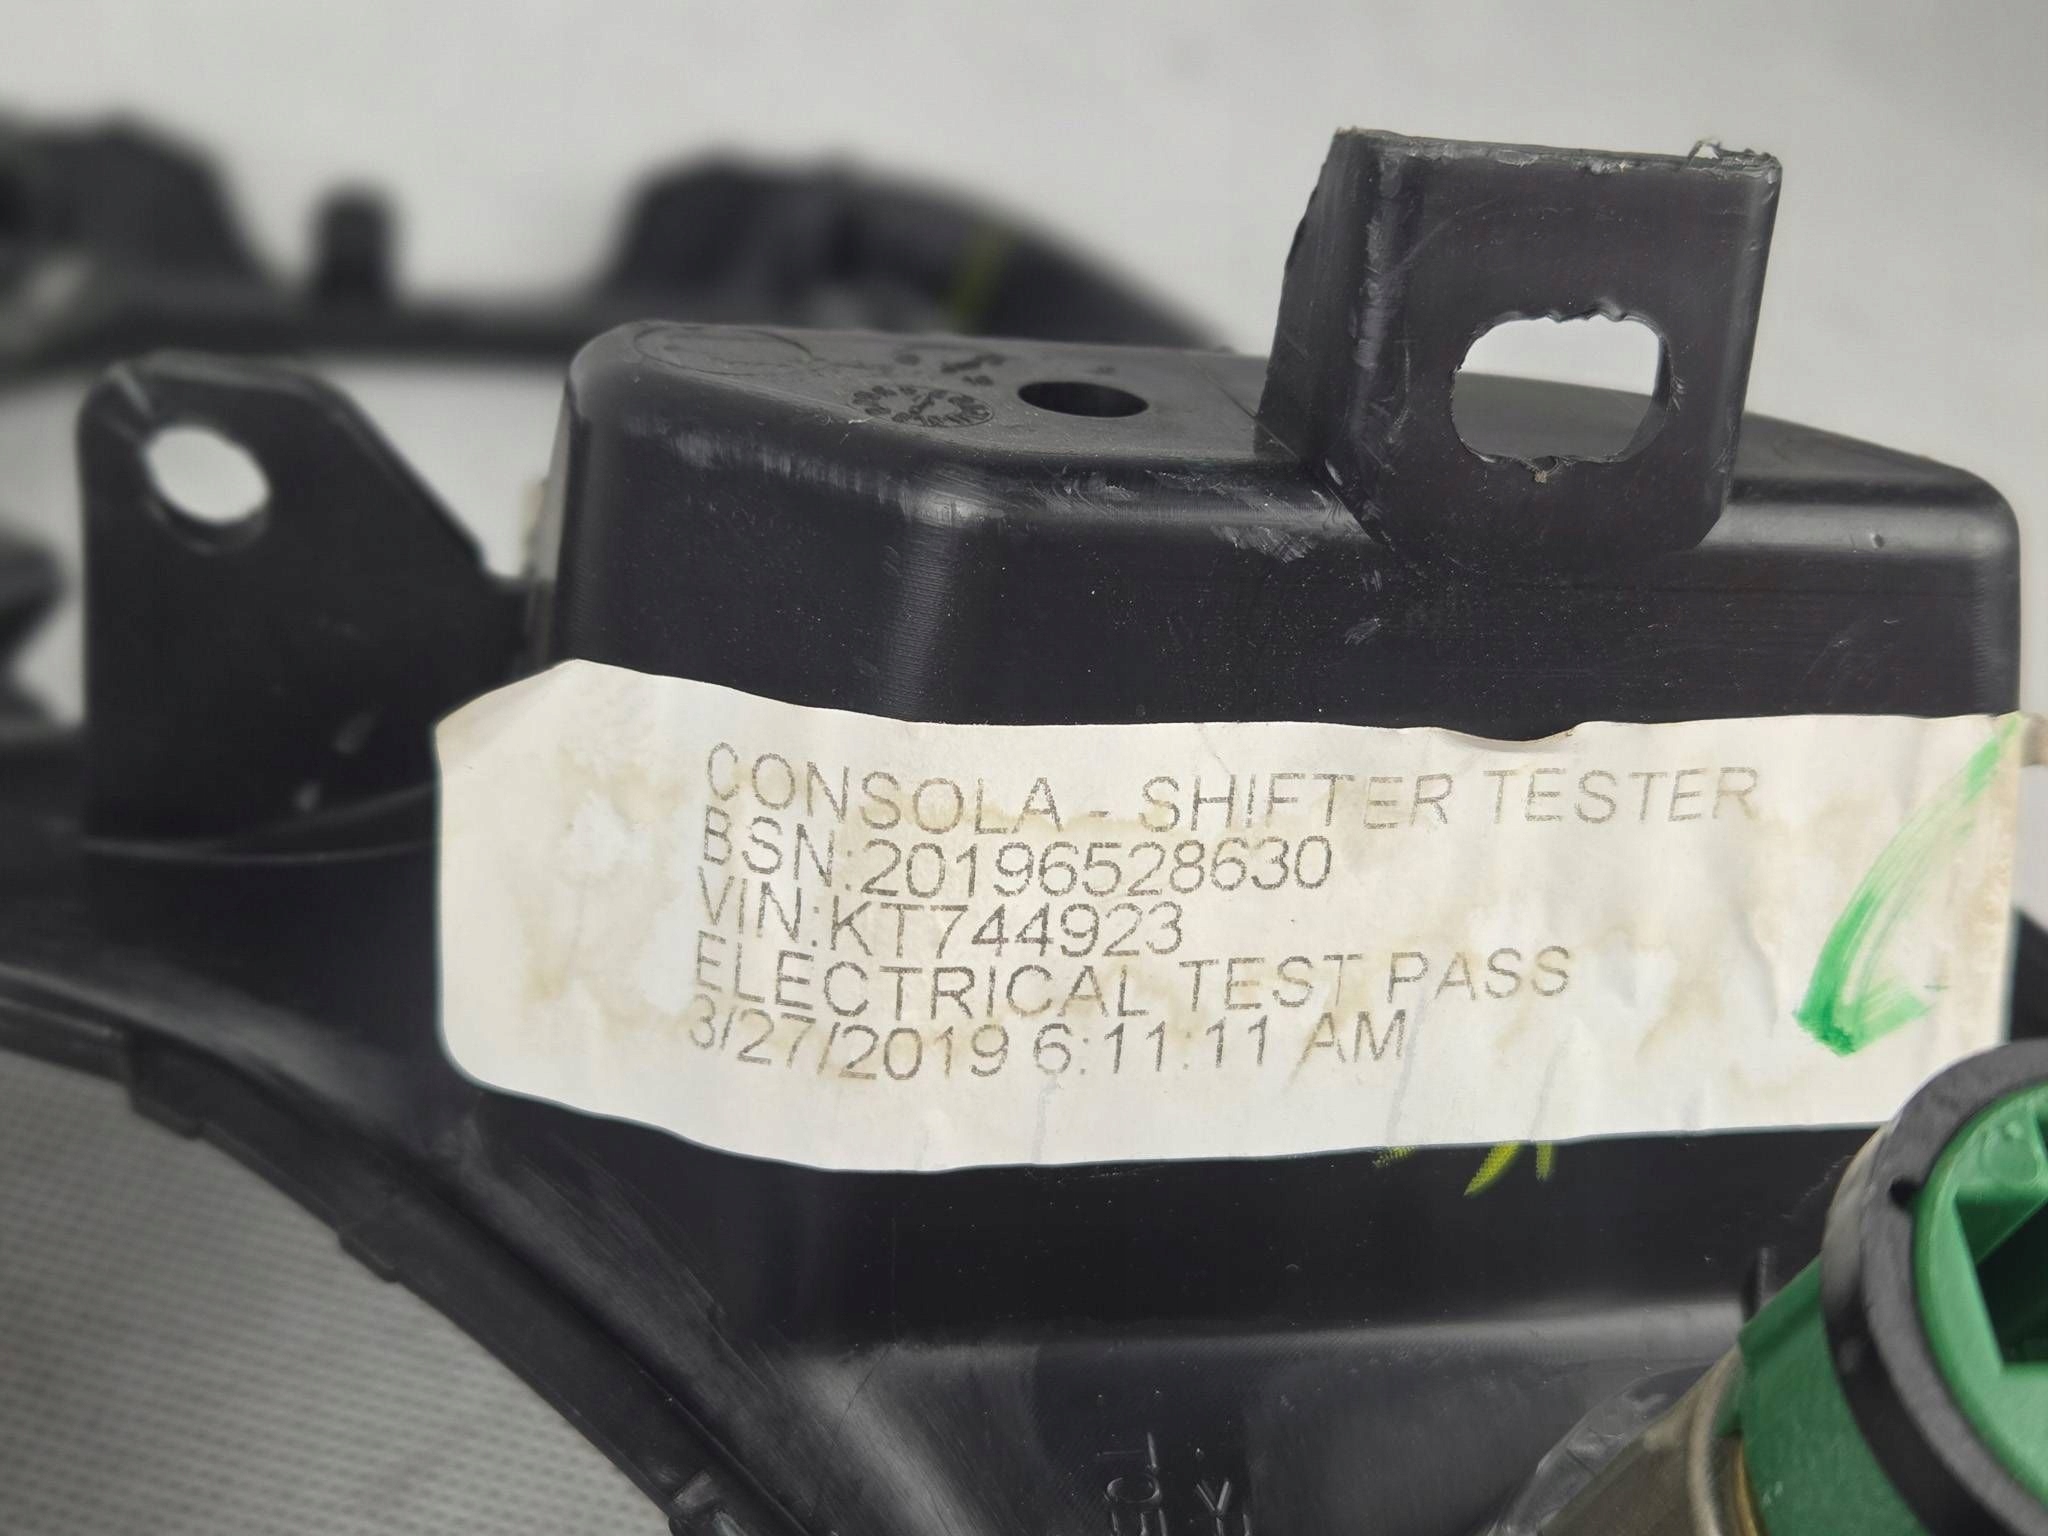 CONSOLA - SHIFTER TESTER
BSN:20196528630
VIN:KT744923
ELECTRICAL TEST PASS
3/27/2019 6:11:11 AM